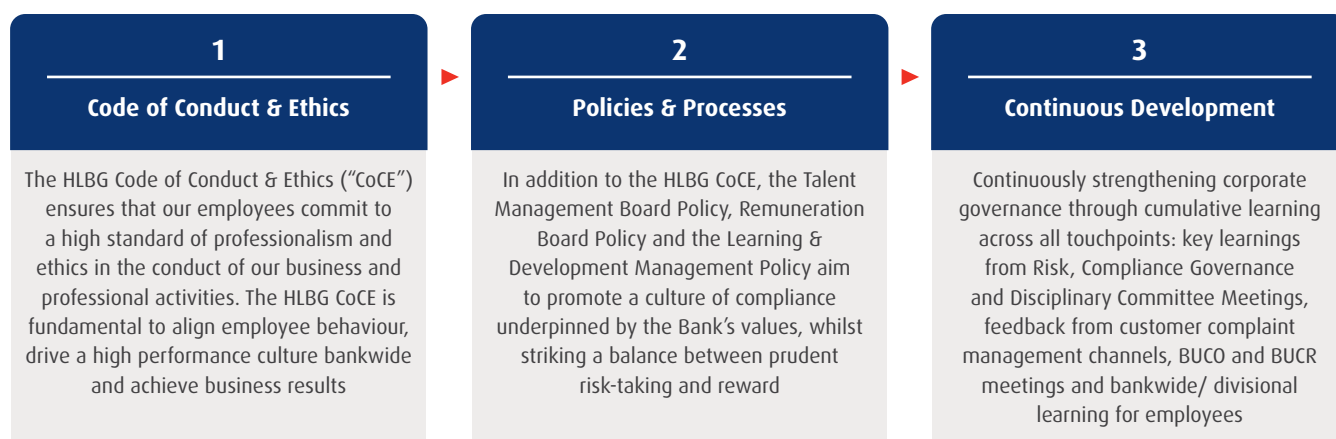 1
Code of Conduct & Ethics
The HLBG Code of Conduct & Ethics (“CoCE”)
ensures that our employees commit to
a high standard of professionalism and
ethics in the conduct of our business and
professional activities. The HLBG CoCE is
fundamental to align employee behaviour,
drive a high performance culture bankwide
and achieve business results
2
Policies & Processes
In addition to the HLBG CoCE, the Talent
Management Board Policy, Remuneration
Board Policy and the Learning &
Development Management Policy aim
to promote a culture of compliance
underpinned by the Bank’s values, whilst
striking a balance between prudent
risk-taking and reward
3
Continuous Development
Continuously strengthening corporate
governance through cumulative learning
across all touchpoints: key learnings
from Risk, Compliance Governance
and Disciplinary Committee Meetings,
feedback from customer complaint
management channels, BUCO and BUCR
meetings and bankwide/ divisional
learning for employees